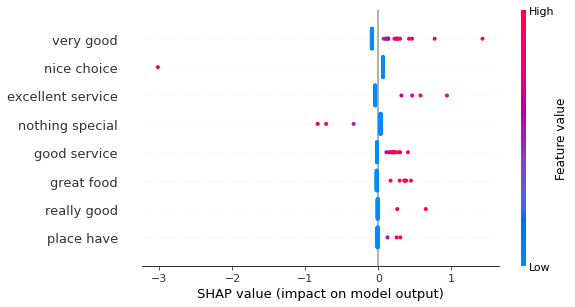 High
very good
nice choice
excellent service
nothing special
good service
great food
really good
place have
Feature value
Low
−3
−2
−1
0
1
SHAP value (impact on model output)